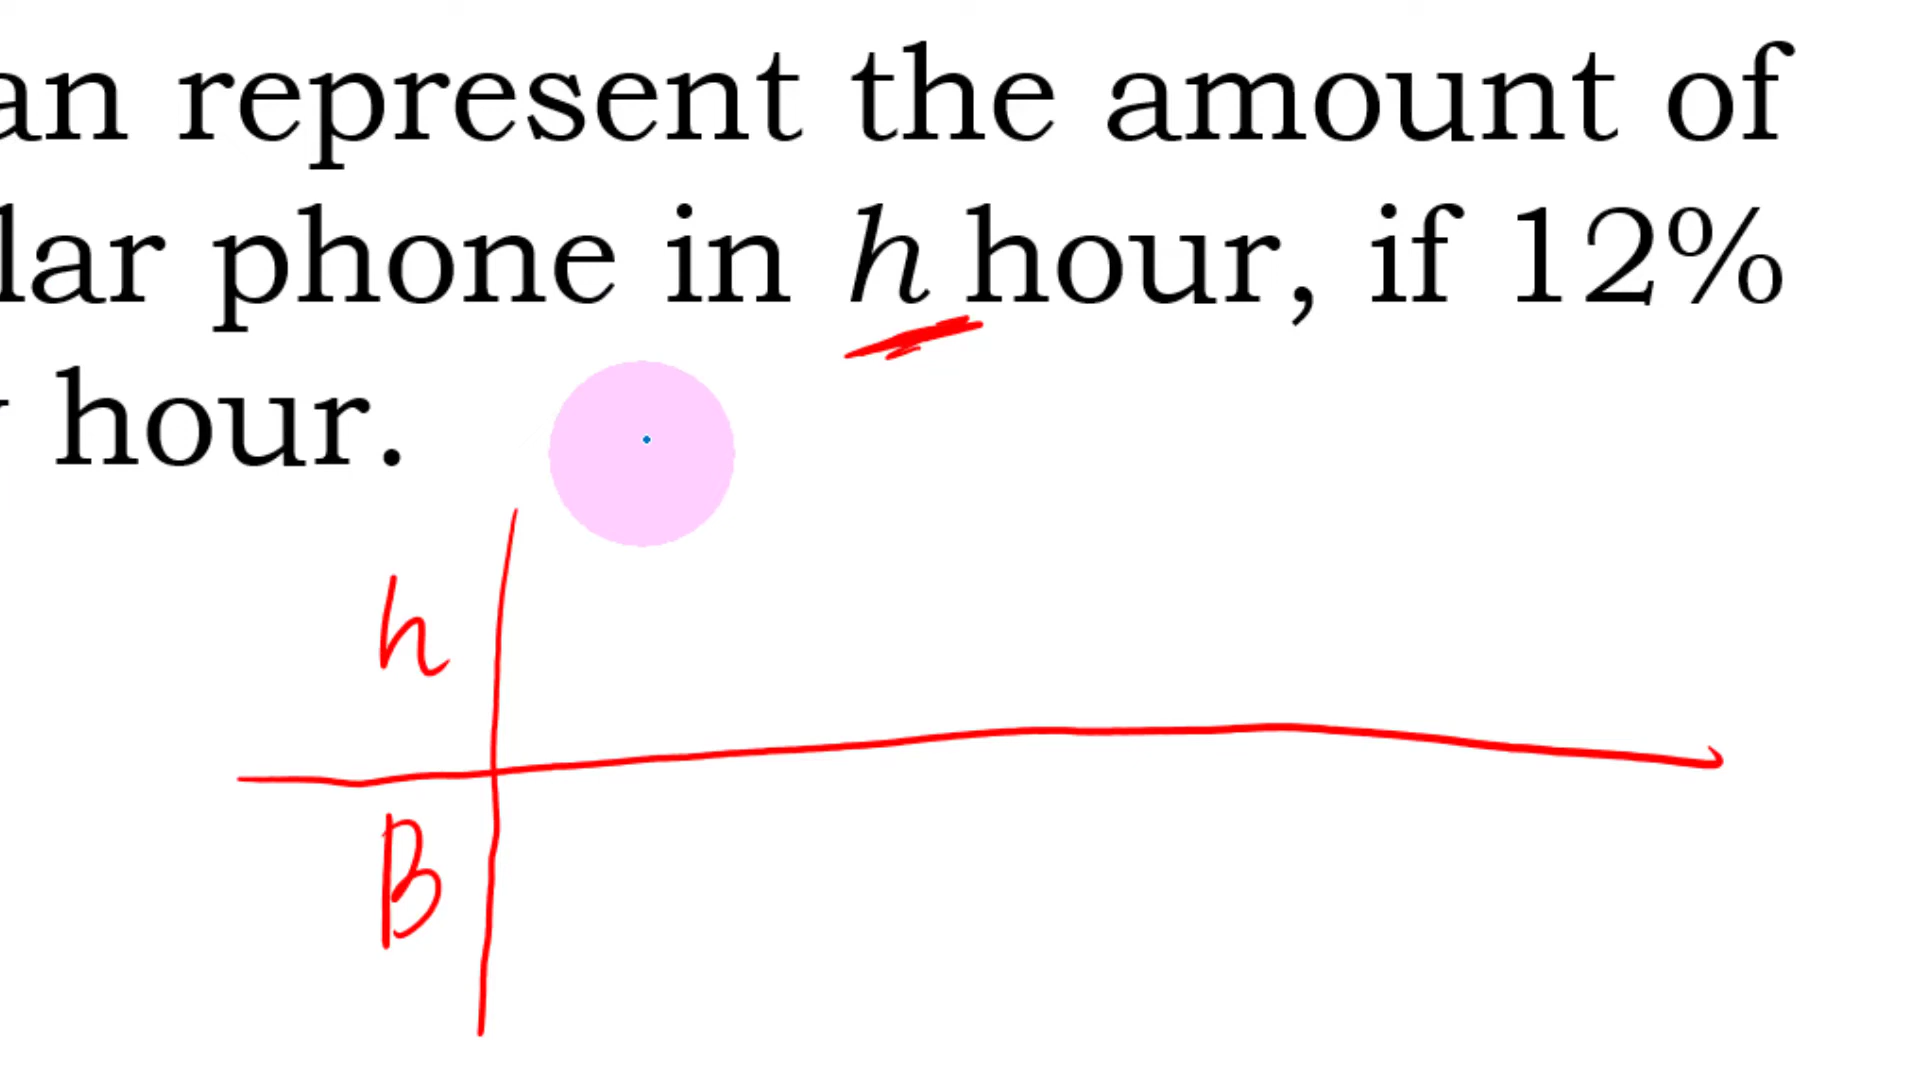 an represent the amount of
lar phone in h hour, if 12%
hour.
h
B